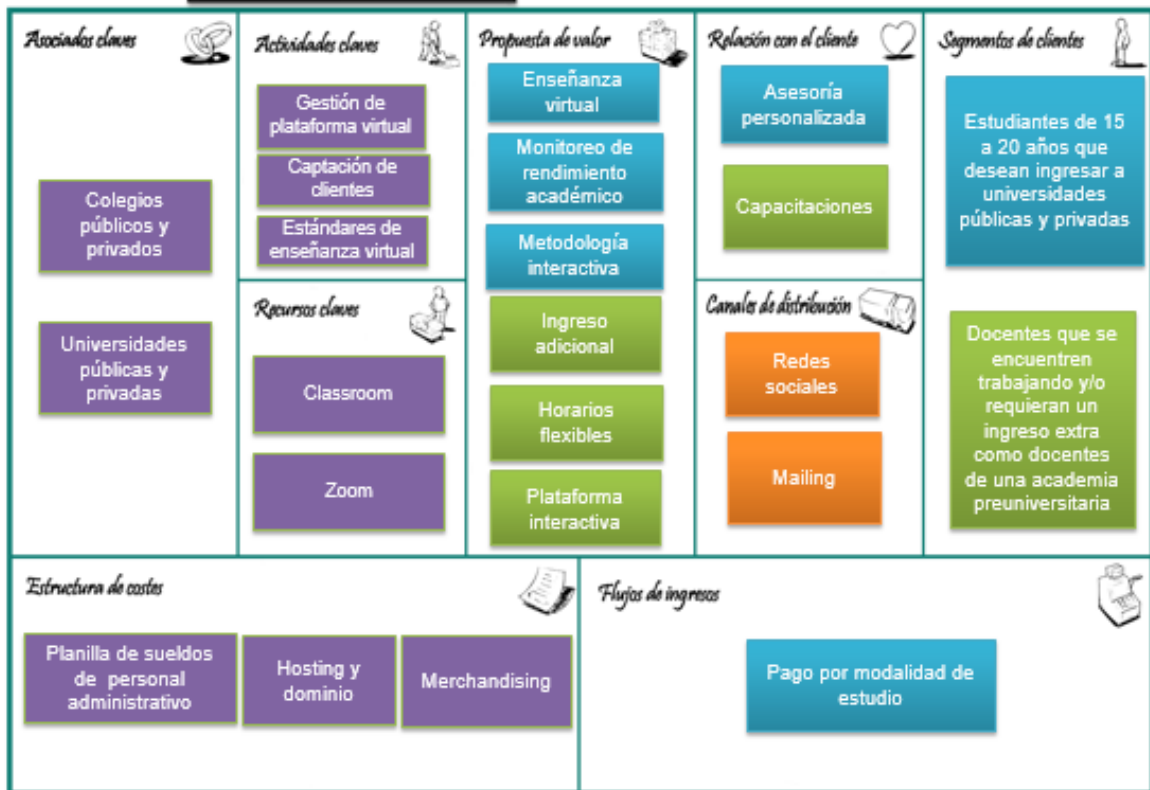 Asociados claves
Colegios
públicos y
privados
Universidades
públicas y
privadas
Actividades claves
Gestión de
plataforma virtual
Captación de
clientes
Estándares de
enseñanza virtual
Recursos claves
Classroom
Zoom
Propuesta de valor
Enseñanza
virtual
Monitoreo de
rendimiento
académico
Metodología
interactiva
Ingreso
adicional
Horarios
flexibles
Plataforma
interactiva
Relación con el cliente
Asesoría
personalizada
Capacitaciones
Canales de distribución
Redes
sociales
Mailing
Segmentos de clientes
Estudiantes de 15
a 20 años que
desean ingresar a
universidades
públicas y privadas
Docentes que se
encuentren
trabajando y/o
requieran un
ingreso extra
como docentes
de una academia
preuniversitaria
Estructura de costes
Planilla de sueldos
de personal
administrativo
Hosting y
dominio
Merchandising
Flujos de ingresos
Pago por modalidad de
estudio